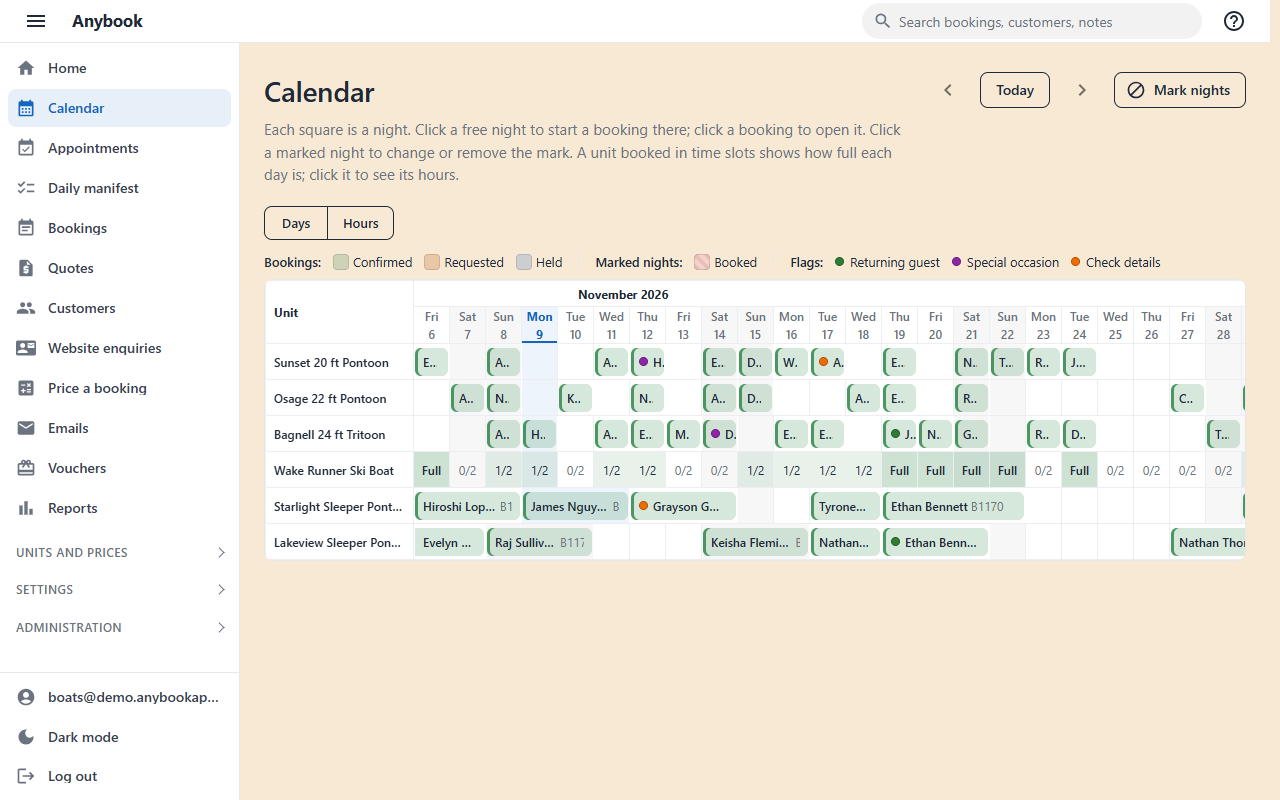 Anybook
Search bookings, customers, notes
Home
Calendar
Appointments
Daily manifest
Bookings
Quotes
Customers
Website enquiries
Price a booking
Emails
Vouchers
Reports
UNITS AND PRICES
SETTINGS
ADMINISTRATION
boats@demo.anybookap...
Dark mode
Log out
Calendar
Today
Mark nights
Each square is a night. Click a free night to start a booking there; click a booking to open it. Click
a marked night to change or remove the mark. A unit booked in time slots shows how full each
day is; click it to see its hours.
Days Hours
Bookings: Confirmed Requested Held Marked nights: Booked Flags: Returning guest Special occasion Check details
Unit
November 2026
Fri Sat Sun Mon Tue Wed Thu Fri Sat Sun Mon Tue Wed Thu Fri Sat Sun Mon Tue Wed Thu Fri Sat
6 7 8 9 10 11 12 13 14 15 16 17 18 19 20 21 22 23 24 25 26 27 28
Sunset 20 ft Pontoon E.. A.. A.. H. E.. D.. W. A.. E.. N.. T... R.. J...
Osage 22 ft Pontoon A.. N.. K.. N.. A.. D.. A.. E.. R.. C..
Bagnell 24 ft Tritoon A.. H.. A.. E.. M.. D. E.. E.. J.. N.. G.. R.. D.. T...
Wake Runner Ski Boat Full 0/2 1/2 1/2 0/2 1/2 1/2 0/2 0/2 1/2 1/2 1/2 1/2 Full Full Full Full 0/2 Full 0/2 0/2 0/2 0/2
Starlight Sleeper Pont... Hiroshi Lop... B1 James Nguy... B Grayson G... Tyrone... Ethan Bennett B1170
Lakeview Sleeper Pon... Evelyn ... Raj Sulliv... B117 Keisha Flemi... Nathan... Ethan Benn... Nathan Tho